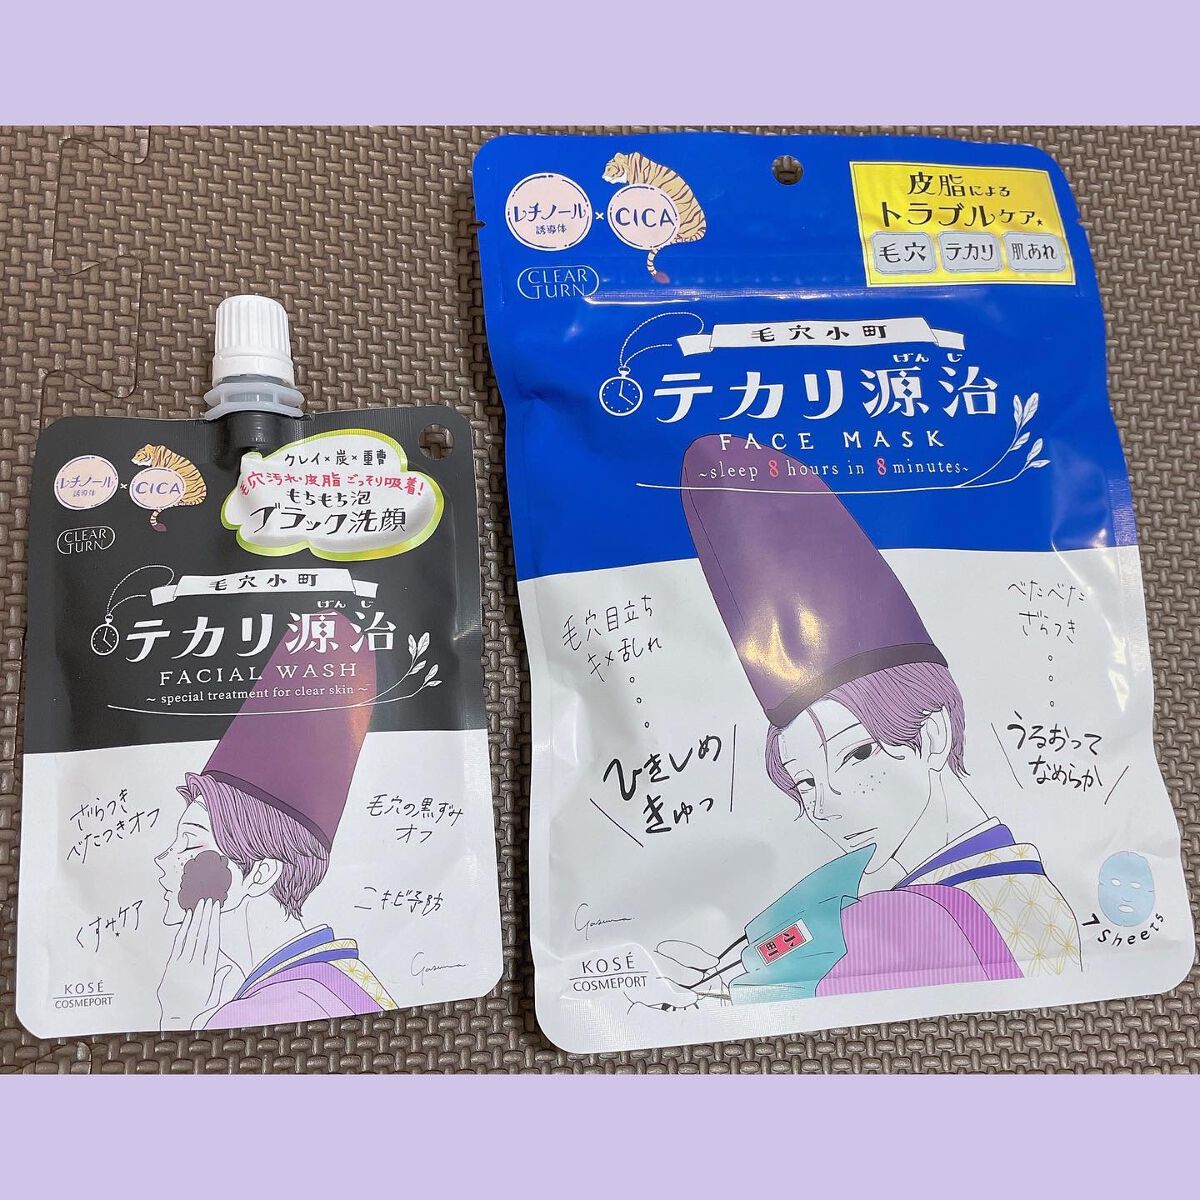 レチノール
誘導体
×
CICA
CLEAR
TURN
クレイ×炭×重曹
毛穴汚れ・皮脂ごっそり吸着!
もちもち泡
ブラック洗顔
毛穴小町
げんじ
テカリ源治
FACIAL WASH
~ special treatment for clear skin ~
ざらつき
べたつきオフ
毛穴の黒ずみ
オフ
くすみ*ケア
ニキビ予防
KOSÉ
COSMEPORT
レチノール
誘導体
×
CICA
CICA
CLEAR
TURN
皮脂による
トラブルケア*
毛穴
テカリ
肌あれ
毛穴小町
げんじ
テカリ源治
FACE MASK
~sleep 8 hours in 8 minutes~
毛穴目立ち
キメ乱れ
ひきしめ
きゅっ
べたべた
ざらつき
うるおって
なめらか
小町
7 Sheets
KOSÉ
COSMEPORT